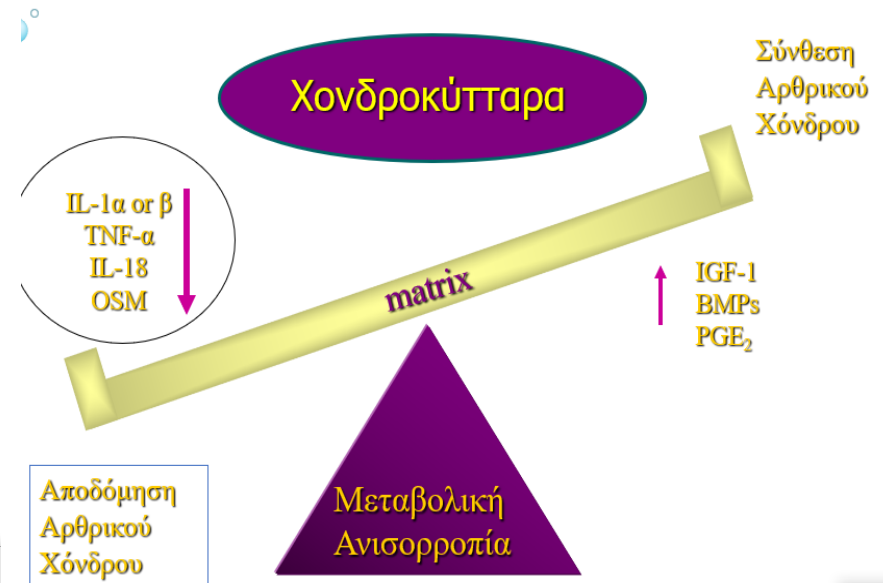 Χονδροκύτταρα
Σύνθεση
Αρθρικού
Χόνδρου
IL-1α or β
TNF-α
IL-18
OSM
matrix
IGF-1
BMPs
PGE₂
Αποδόμηση
Αρθρικού
Χόνδρου
Μεταβολική
Ανισορροπία